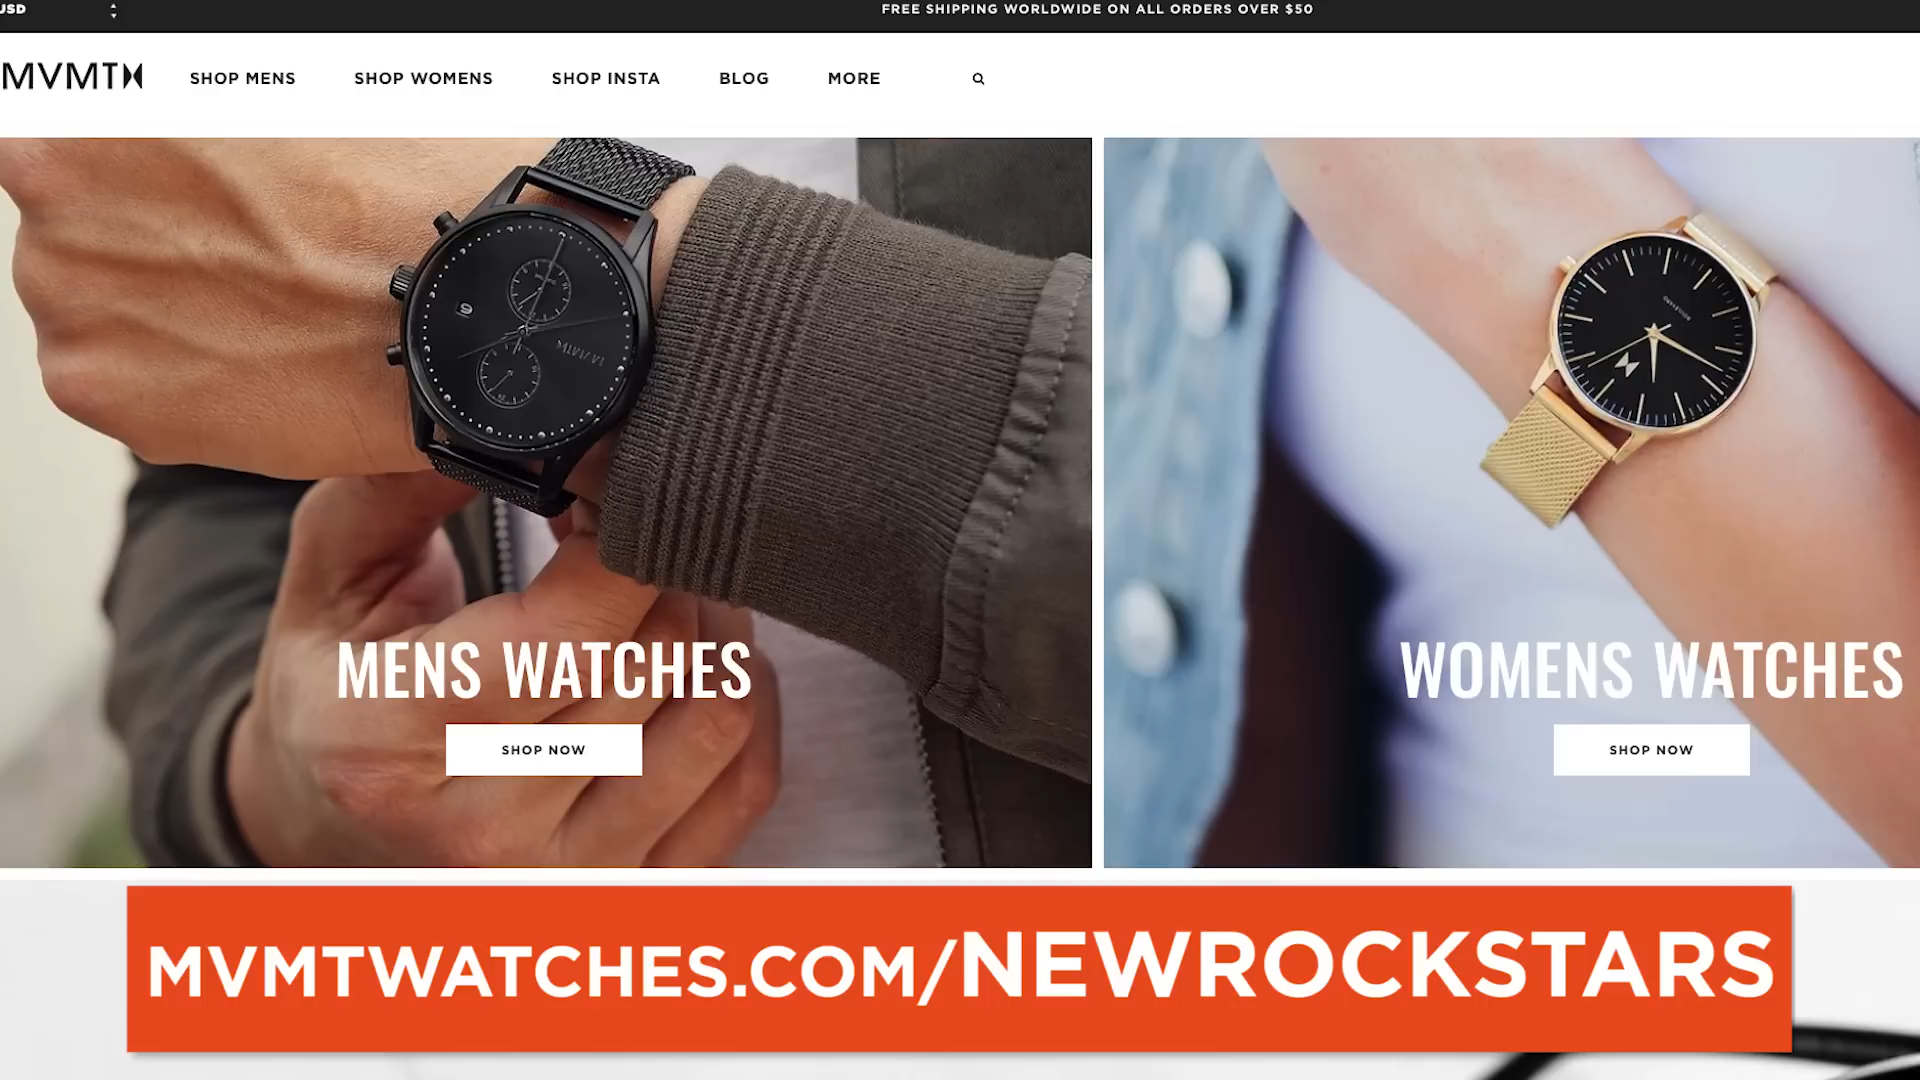 USD
FREE SHIPPING WORLDWIDE ON ALL ORDERS OVER $50
MVMT
SHOP MENS
SHOP WOMENS
SHOP INSTA
BLOG
MORE
MVMT
MENS WATCHES
SHOP NOW
WOMENS WATCHES
SHOP NOW
MVMTWATCHES.COM/NEWROCKSTARS